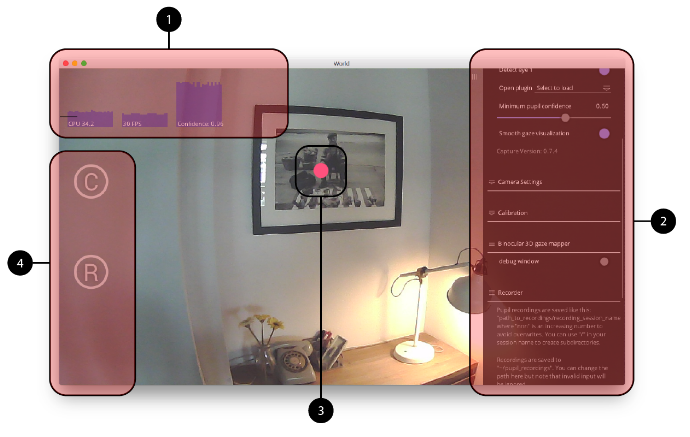 1
World
Detect eye 1
Open plugin Select to load
Minimum pupil confidence 0.60
Smooth gaze visualization
Capture Version: 0.7.4
CPU 34.2
30 FPS
Confidence: 0.96
C
R
Camera Settings
Calibration
Binocular 3D gaze mapper
debug window
Recorder
Pupil recordings are saved like this:
"path_to_recordings/recording_session_name
where "nnn" is an increasing number to
avoid overwrites. You can use "/" in your
session name to create subdirectories.
Recordings are saved to
"~/pupil_recordings". You can change the
path here but note that invalid input will
be ignored.
2
4
3